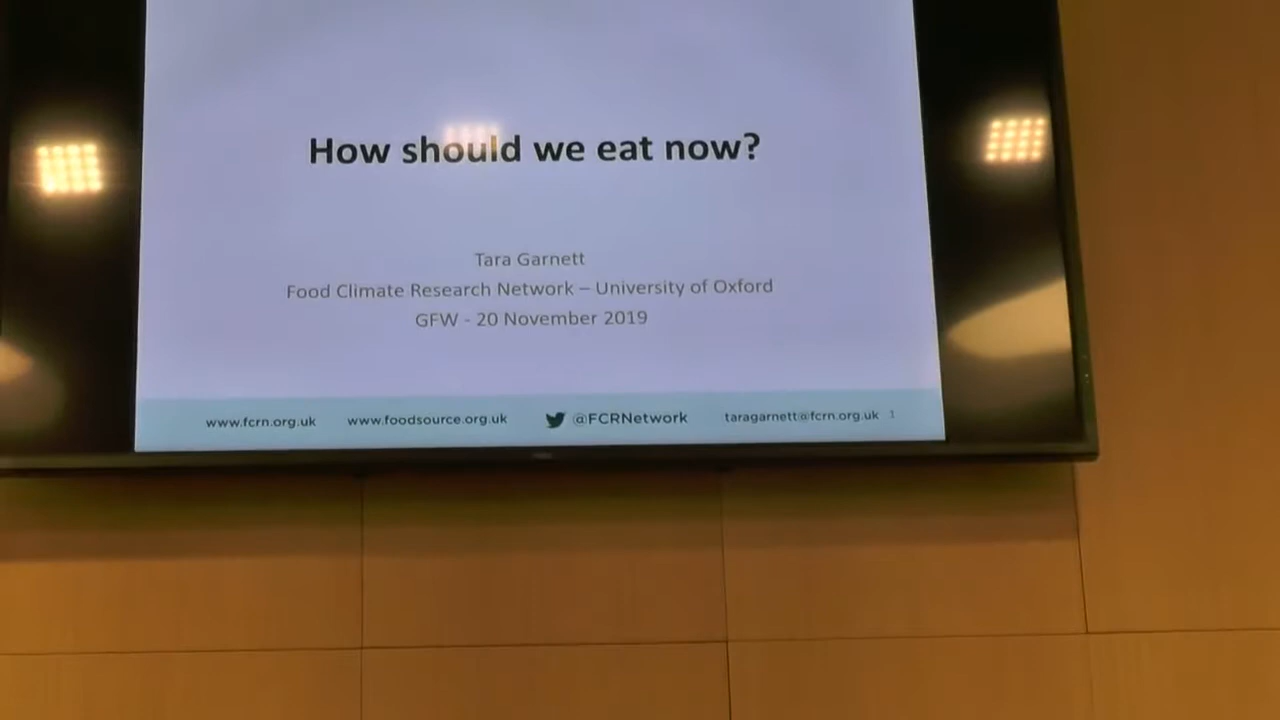 How should we eat now?
Tara Garnett
Food Climate Research Network – University of Oxford
GFW - 20 November 2019
www.fcrn.org.uk www.foodsource.org.uk @FCRNetwork taragarnett@fcrn.org.uk 1